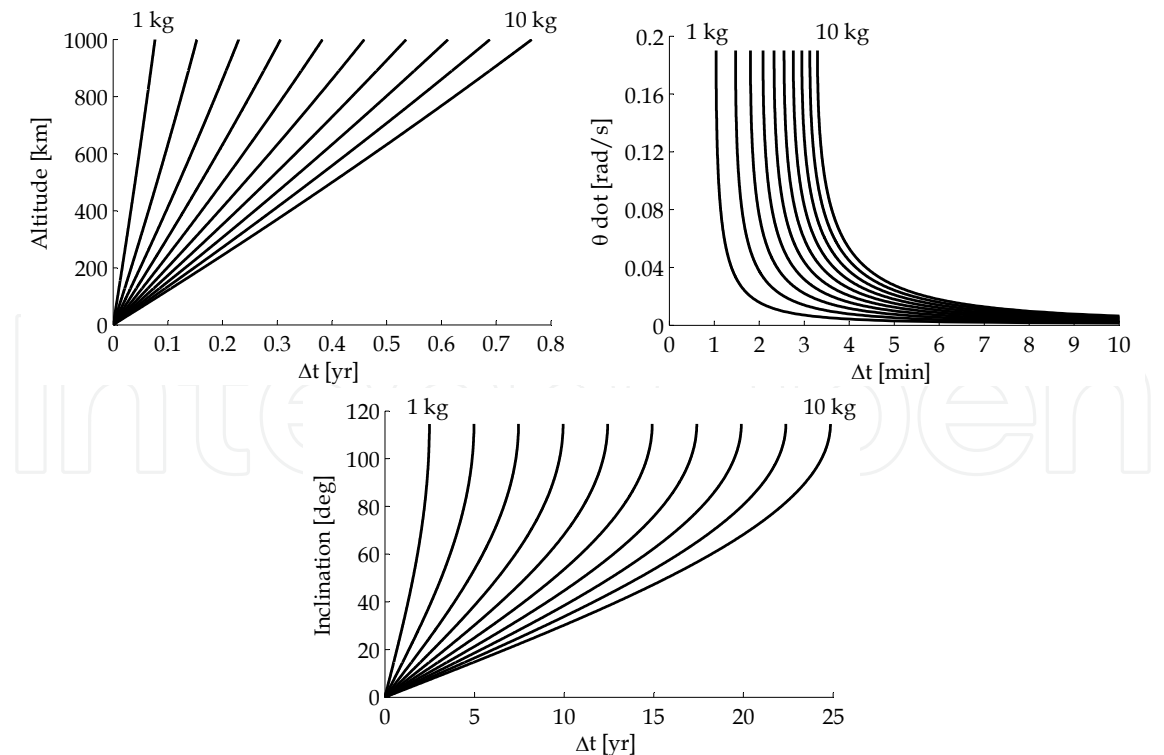 1 kg 10 kg
1000
800
600
400
200
0
Altitude [km]
0 0.1 0.2 0.3 0.4 0.5 0.6 0.7 0.8
Δt [yr]
1 kg 10 kg
0.2
0.16
0.12
0.08
0.04
0
θ dot [rad/s]
0 1 2 3 4 5 6 7 8 9 10
Δt [min]
1 kg 10 kg
120
100
80
60
40
20
0
Inclination [deg]
0 5 10 15 20 25
Δt [yr]